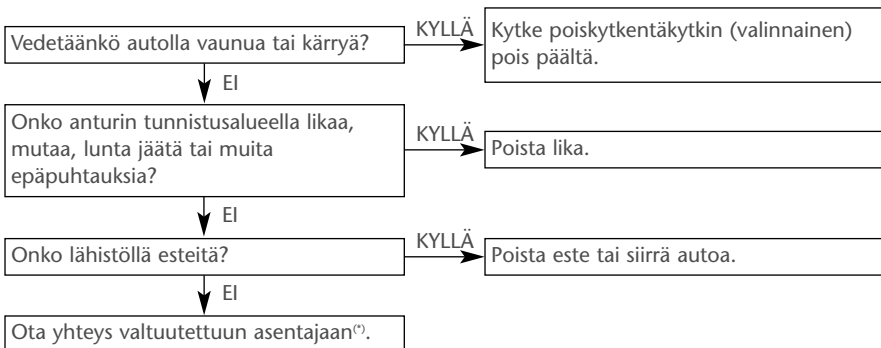 Vedetäänkö autolla vaunua tai kärryä?
KYLLÄ
Kytke poiskytkentäkytkin (valinnainen)
pois päältä.
EI
Onko anturin tunnistusalueella likaa,
mutaa, lunta jäätä tai muita
epäpuhtauksia?
KYLLÄ
Poista lika.
EI
Onko lähistöllä esteitä?
KYLLÄ
Poista este tai siirrä autoa.
EI
Ota yhteys valtuutettuun asentajaan(*).